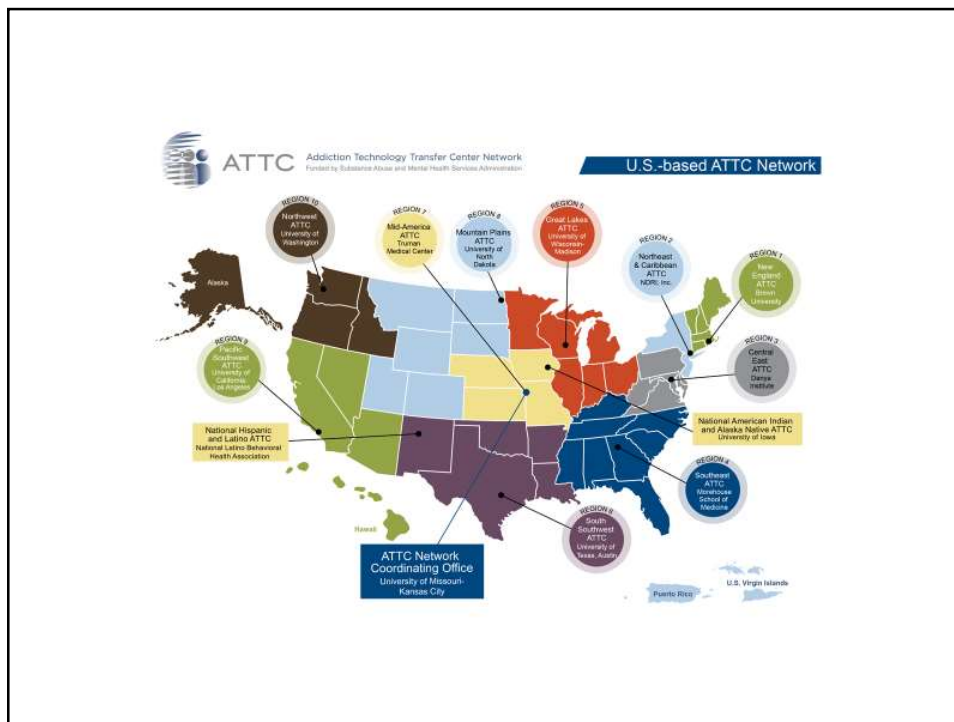 ATTC
Addiction Technology Transfer Center Network
Funded by Substance Abuse and Mental Health Services Administration
U.S.-based ATTC Network
REGION 10
Northwest
ATTC
University of
Washington
REGION 7
Mid-America
ATTC
Truman
Medical Center
REGION 8
Mountain Plains
ATTC
University of
North
Dakota
REGION 5
Great Lakes
ATTC
University of
Wisconsin-
Madison
REGION 2
Northeast
& Caribbean
ATTC
NDRI, Inc.
REGION 1
New
England
ATTC
Brown
University
Alaska
REGION 9
Pacific
Southwest
ATTC
University of
California,
Los Angeles
REGION 3
Central
East
ATTC
Danya
Institute
National Hispanic
and Latino ATTC
National Latino Behavioral
Health Association
National American Indian
and Alaska Native ATTC
University of Iowa
REGION 4
Southeast
ATTC
Morehouse
School of
Medicine
Hawaii
REGION 6
South
Southwest
ATTC
University of
Texas, Austin
ATTC Network
Coordinating Office
University of Missouri-
Kansas City
U.S. Virgin Islands
Puerto Rico